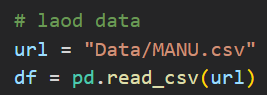 # laod data
url = "Data/MANU.csv"
df = pd.read_csv(url)